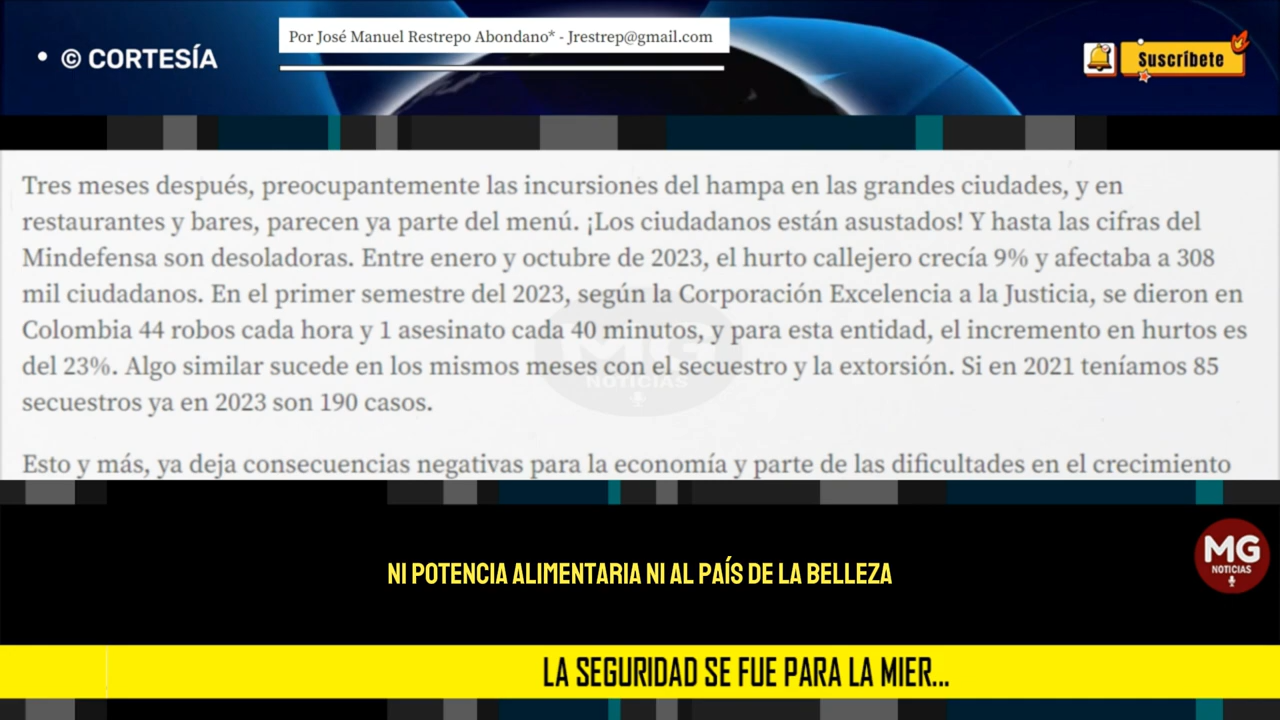 Por José Manuel Restrepo Abondano* - Jrestrep@gmail.com
• © CORTESÍA
Suscríbete
Tres meses después, preocupantemente las incursiones del hampa en las grandes ciudades, y en
restaurantes y bares, parecen ya parte del menú. ¡Los ciudadanos están asustados! Y hasta las cifras del
Mindefensa son desoladoras. Entre enero y octubre de 2023, el hurto callejero crecía 9% y afectaba a 308
mil ciudadanos. En el primer semestre del 2023, según la Corporación Excelencia a la Justicia, se dieron en
Colombia 44 robos cada hora y 1 asesinato cada 40 minutos, y para esta entidad, el incremento en hurtos es
del 23%. Algo similar sucede en los mismos meses con el secuestro y la extorsión. Si en 2021 teníamos 85
secuestros ya en 2023 son 190 casos.
MG
NOTICIAS
Esto y más, ya deja consecuencias negativas para la economía y parte de las dificultades en el crecimiento
NI POTENCIA ALIMENTARIA NI AL PAÍS DE LA BELLEZA
MG
NOTICIAS
LA SEGURIDAD SE FUE PARA LA MIER...